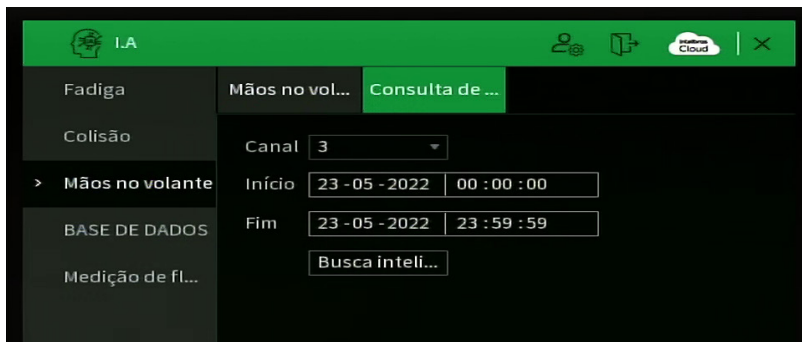 I.A
intelbras Cloud
Fadiga
Colisão
> Mãos no volante
BASE DE DADOS
Medição de fl...
Mãos no vol... Consulta de ...
Canal 3
Início 23 -05 -2022 00 :00 :00
Fim 23 -05 -2022 23 :59 :59
Busca inteli...